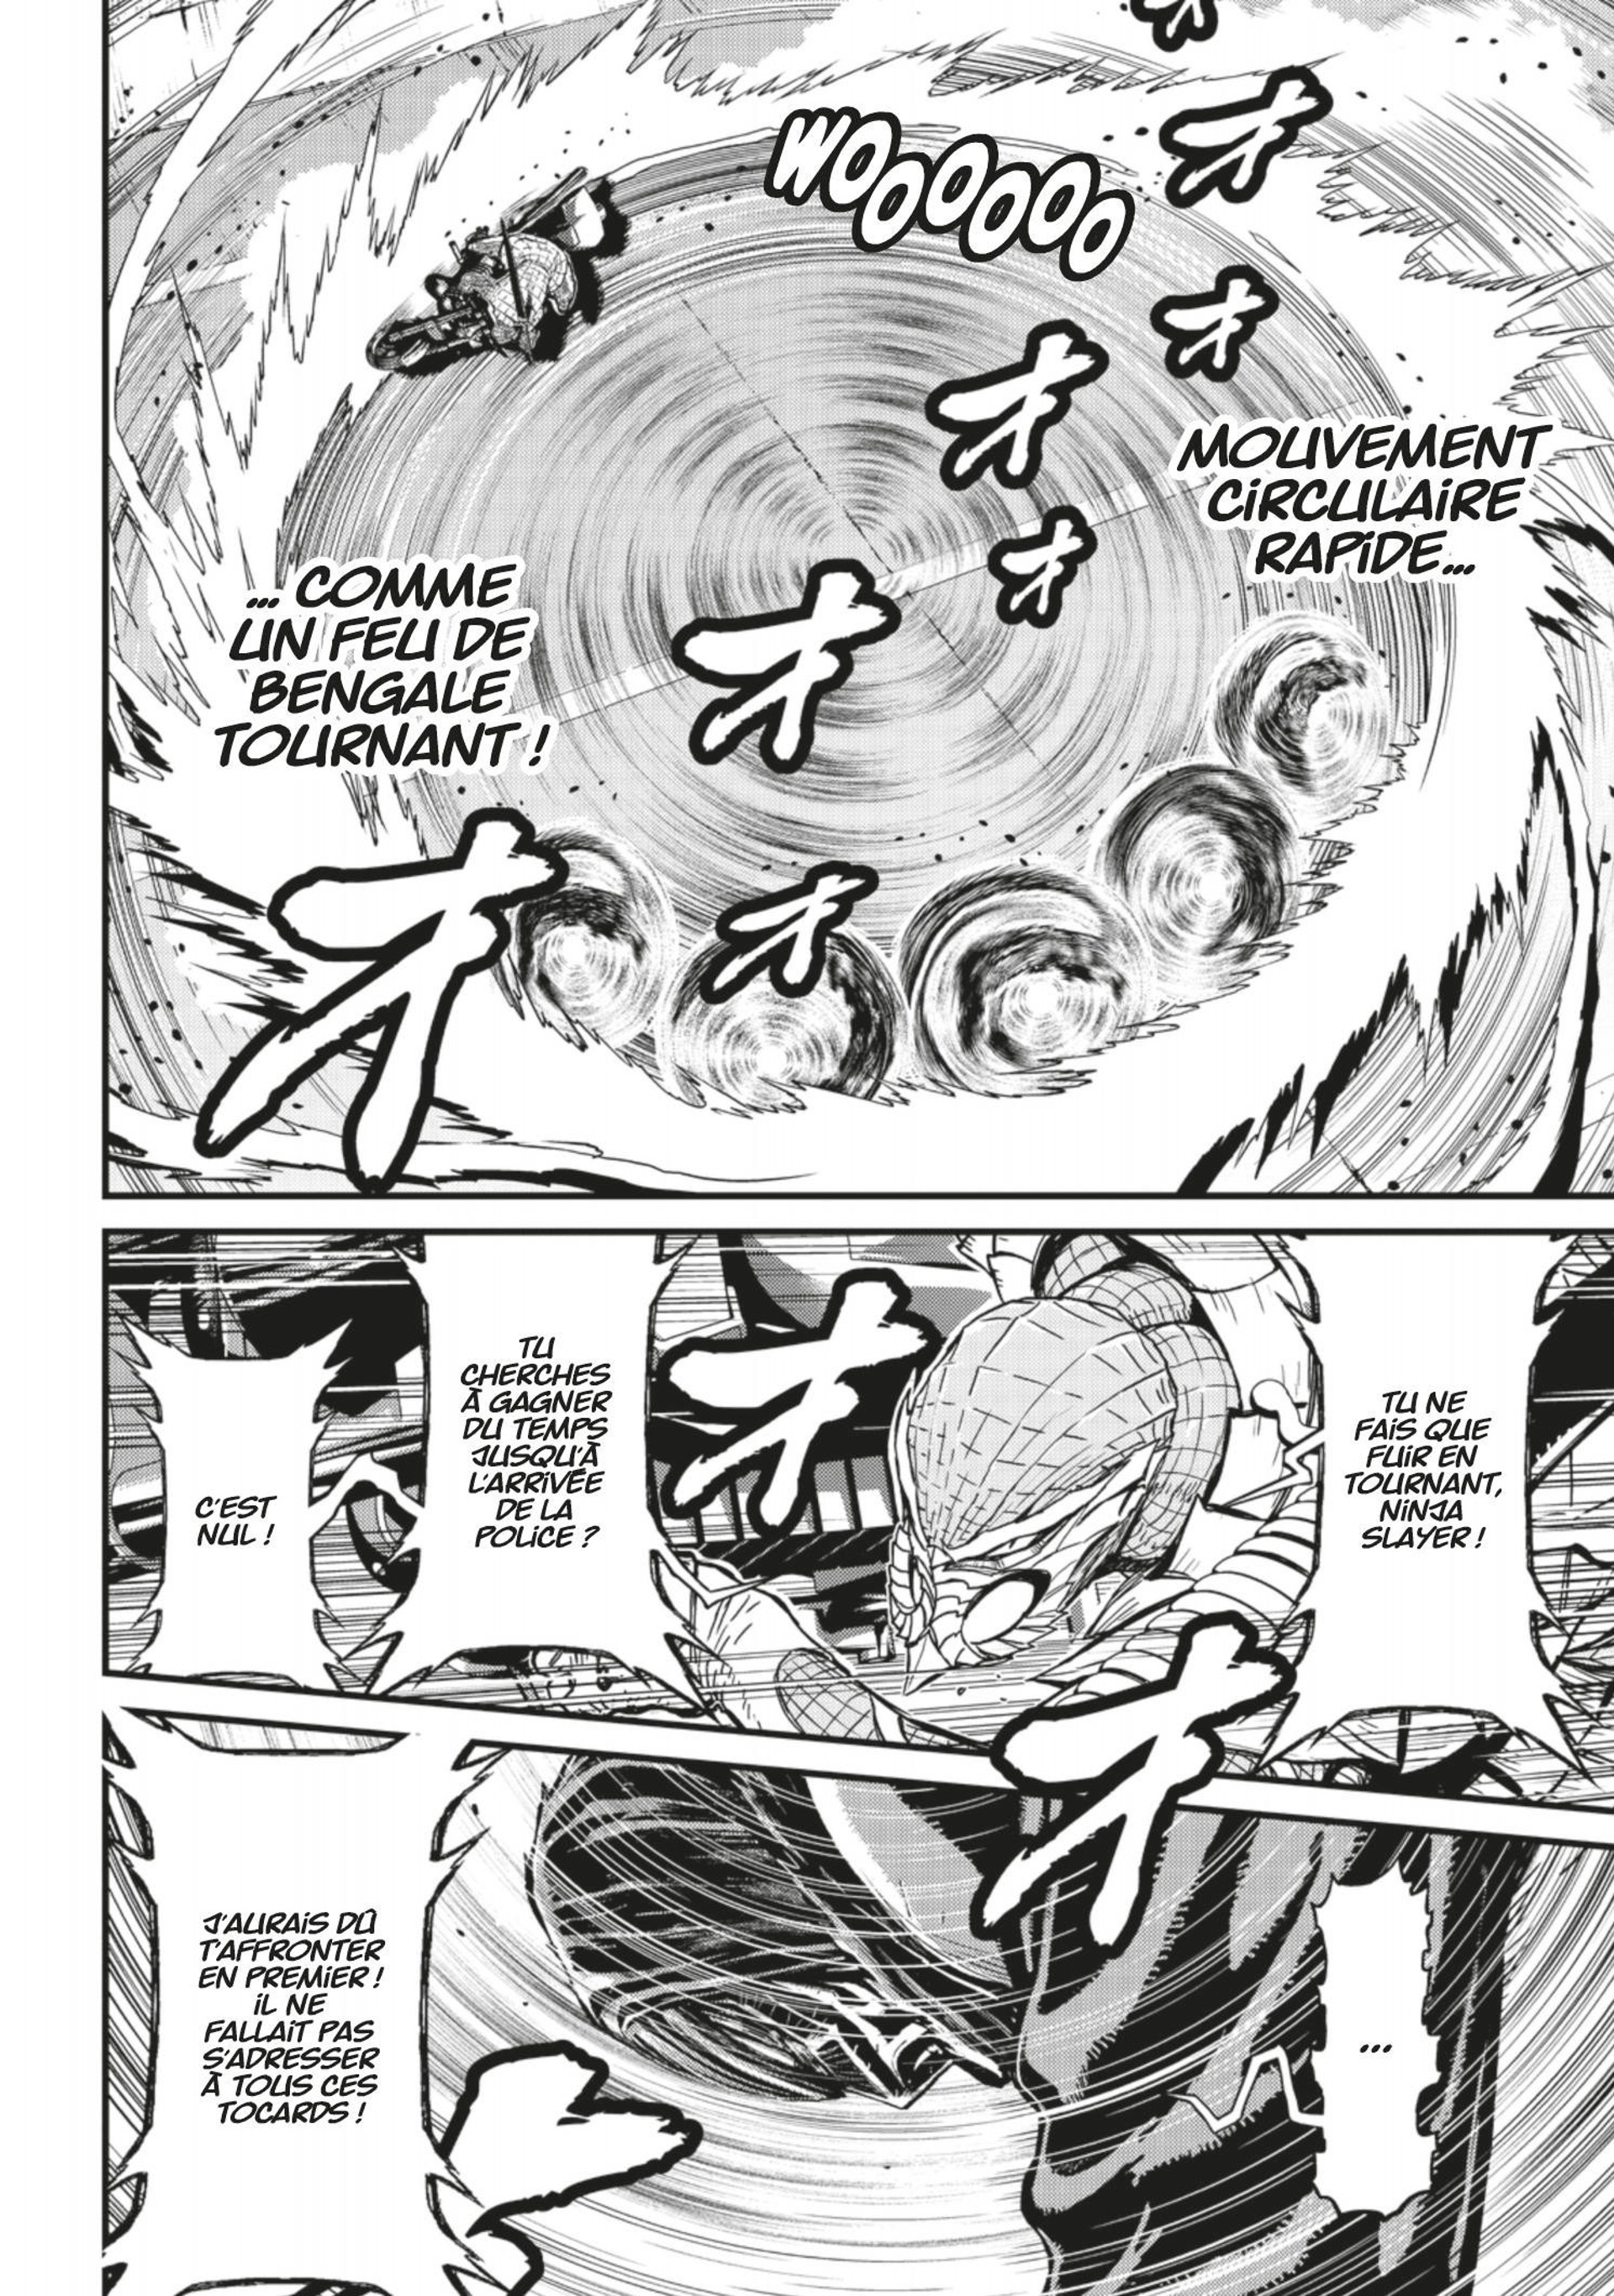 オ
オ
WOOOOOO
オ
オ
オ
MOUVEMENT
CIRCULAIRE
RAPIDE...
オ
... COMME
UN FEU DE
BENGALE
TOURNANT !
オ
オ
TU NE
FAIS QUE
FUIR EN
TOURNANT,
NINJA
SLAYER !
オ
TU
CHERCHES
À GAGNER
DU TEMPS
JUSQU'À
L'ARRIVÉE
DE LA
POLICE ?
C'EST
NUL !
オ
...
J'AURAIS DÛ
T'AFFRONTER
EN PREMIER !
IL NE
FALLAIT PAS
S'ADRESSER
À TOUS CES
TOCARDS !